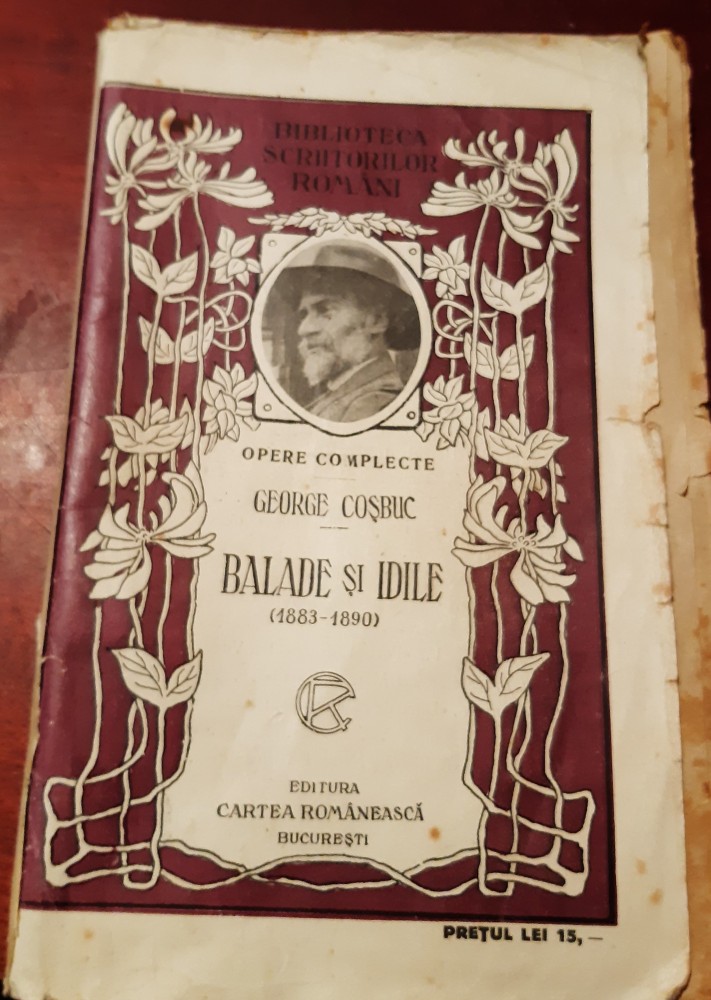 BIBLIOTECA
SCRIITORILOR
ROMÂNI
OPERE COMPLECTE
GEORGE COȘBUC
BALADE ȘI IDILE
(1883-1890)
CR
EDITURA
CARTEA ROMÂNEASCĂ
BUCUREȘTI
PREȚUL LEI 15,—